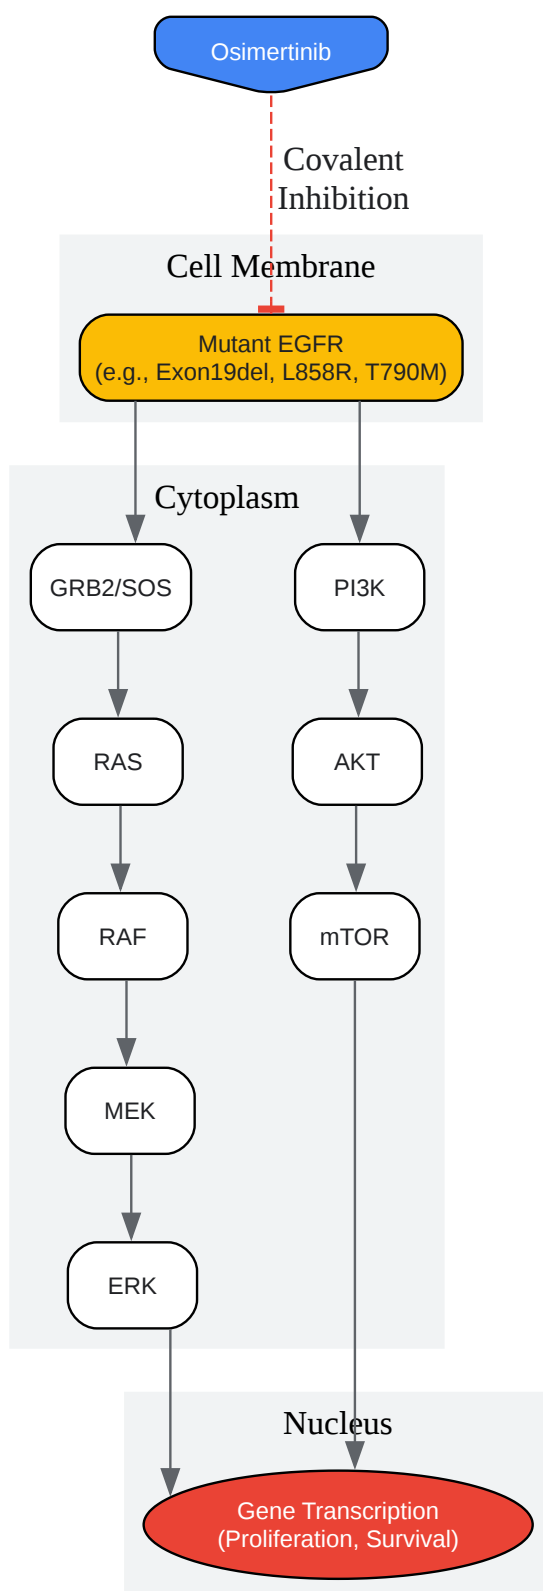 Osimertinib
Covalent
Inhibition
Cell Membrane
Mutant EGFR
(e.g., Exon19del, L858R, T790M)
Cytoplasm
GRB2/SOS
PI3K
RAS
AKT
RAF
mTOR
MEK
ERK
Nucleus
Gene Transcription
(Proliferation, Survival)